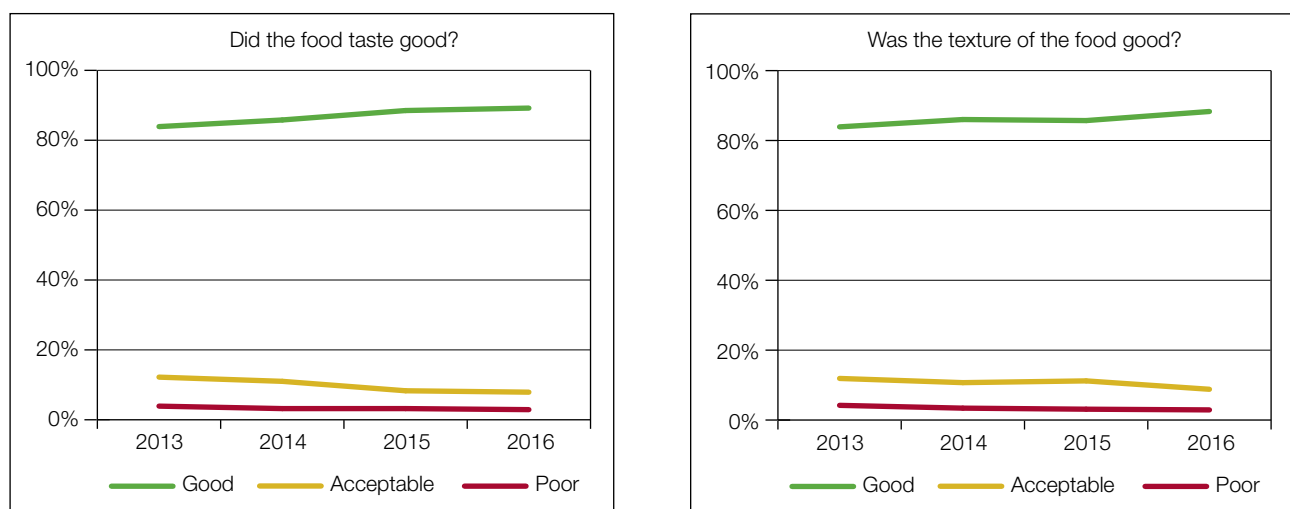 Did the food taste good?
100%
80%
60%
40%
20%
0%
2013 2014 2015 2016
Good Acceptable Poor
Was the texture of the food good?
100%
80%
60%
40%
20%
0%
2013 2014 2015 2016
Good Acceptable Poor